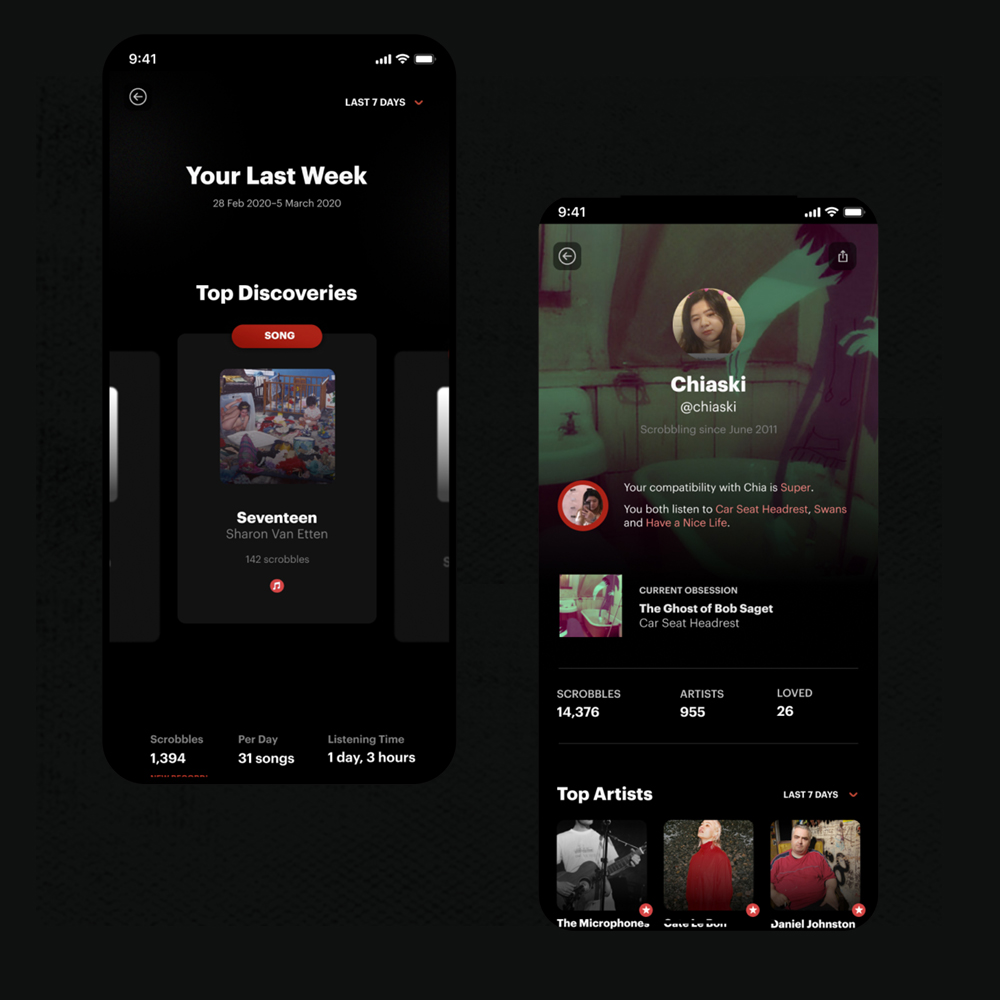 9:41
LAST 7 DAYS
Your Last Week
28 Feb 2020–5 March 2020
Top Discoveries
SONG
Seventeen
Sharon Van Etten
142 scrobbles
Scrobbles
1,394
Per Day
31 songs
Listening Time
1 day, 3 hours
9:41
Chiaski
@chiaski
Scrobbling since June 2011
Your compatibility with Chia is Super.
You both listen to Car Seat Headrest, Swans
and Have a Nice Life.
CURRENT OBSESSION
The Ghost of Bob Saget
Car Seat Headrest
SCROBBLES
14,376
ARTISTS
955
LOVED
26
Top Artists
LAST 7 DAYS
The Microphones
Cate Le Bon
Daniel Johnston